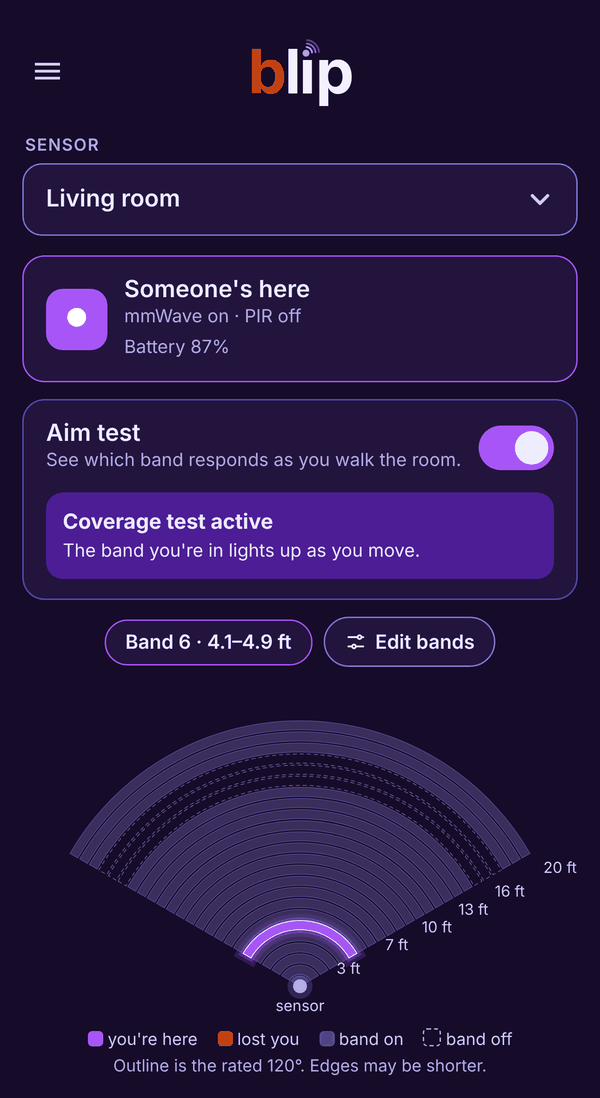 blip
SENSOR
Living room
Someone's here
mmWave on · PIR off
Battery 87%
Aim test
See which band responds as you walk the room.
Coverage test active
The band you're in lights up as you move.
Band 6 · 4.1–4.9 ft
Edit bands
20 ft
16 ft
13 ft
10 ft
7 ft
3 ft
sensor
you're here lost you band on band off
Outline is the rated 120°. Edges may be shorter.